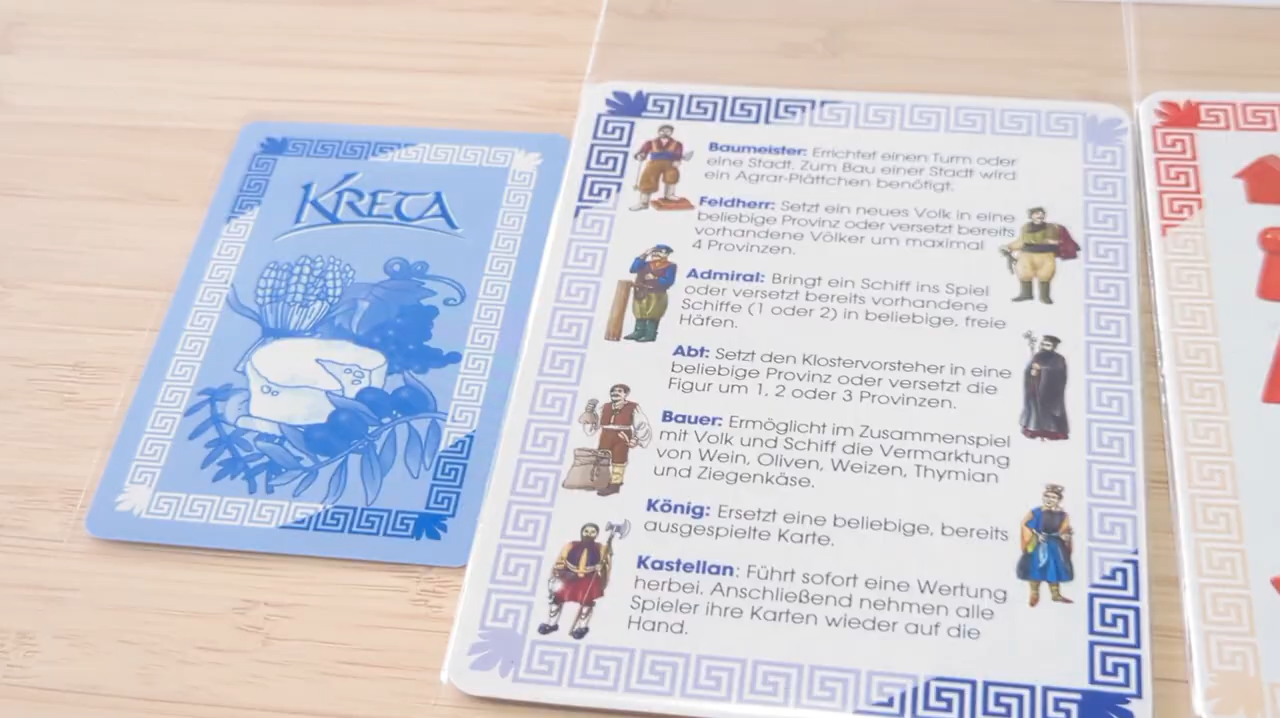 KRETA
Baumeister: Errichtet einen Turm oder
eine Stadt. Zum Bau einer Stadt wird
ein Agrar-Plättchen benötigt.
Feldherr: Setzt ein neues Volk in eine
beliebige Provinz oder versetzt bereits
vorhandene Völker um maximal
4 Provinzen.
Admiral: Bringt ein Schiff ins Spiel
oder versetzt bereits vorhandene
Schiffe (1 oder 2) in beliebige, freie
Häfen.
Abt: Setzt den Klostervorsteher in eine
beliebige Provinz oder versetzt die
Figur um 1, 2 oder 3 Provinzen.
Bauer: Ermöglicht im Zusammenspiel
mit Volk und Schiff die Vermarktung
von Wein, Oliven, Weizen, Thymian
und Ziegenkäse.
König: Ersetzt eine beliebige, bereits
ausgespielte Karte.
Kastellan: Führt sofort eine Wertung
herbei. Anschließend nehmen alle
Spieler ihre Karten wieder auf die
Hand.